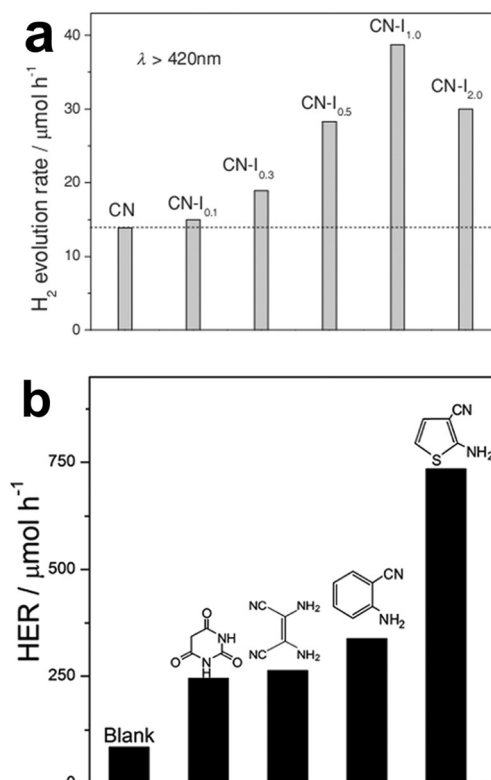 a
H₂ evolution rate / μmol h⁻¹
40
30
20
10
0
λ > 420nm
CN
CN-I₀.₁
CN-I₀.₃
CN-I₀.₅
CN-I₁.₀
CN-I₂.₀
b
HER / μmol h⁻¹
750
500
250
0
Blank
O
NH
O
N
H
O
NC
NH₂
NC
NH₂
CN
NH₂
CN
S
NH₂